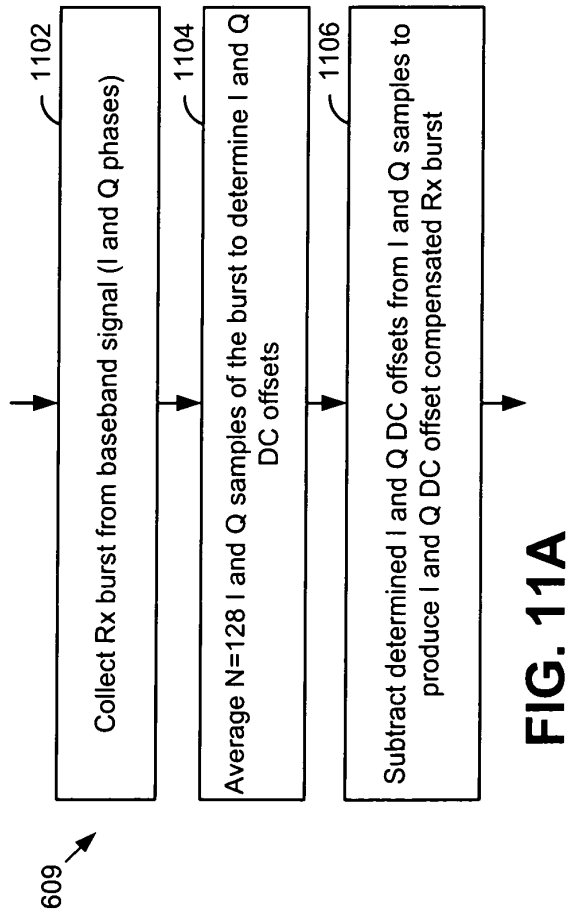 609
1102
Collect Rx burst from baseband signal (I and Q phases)
1104
Average N=128 I and Q samples of the burst to determine I and Q
DC offsets
1106
Subtract determined I and Q DC offsets from I and Q samples to
produce I and Q DC offset compensated Rx burst
FIG. 11A